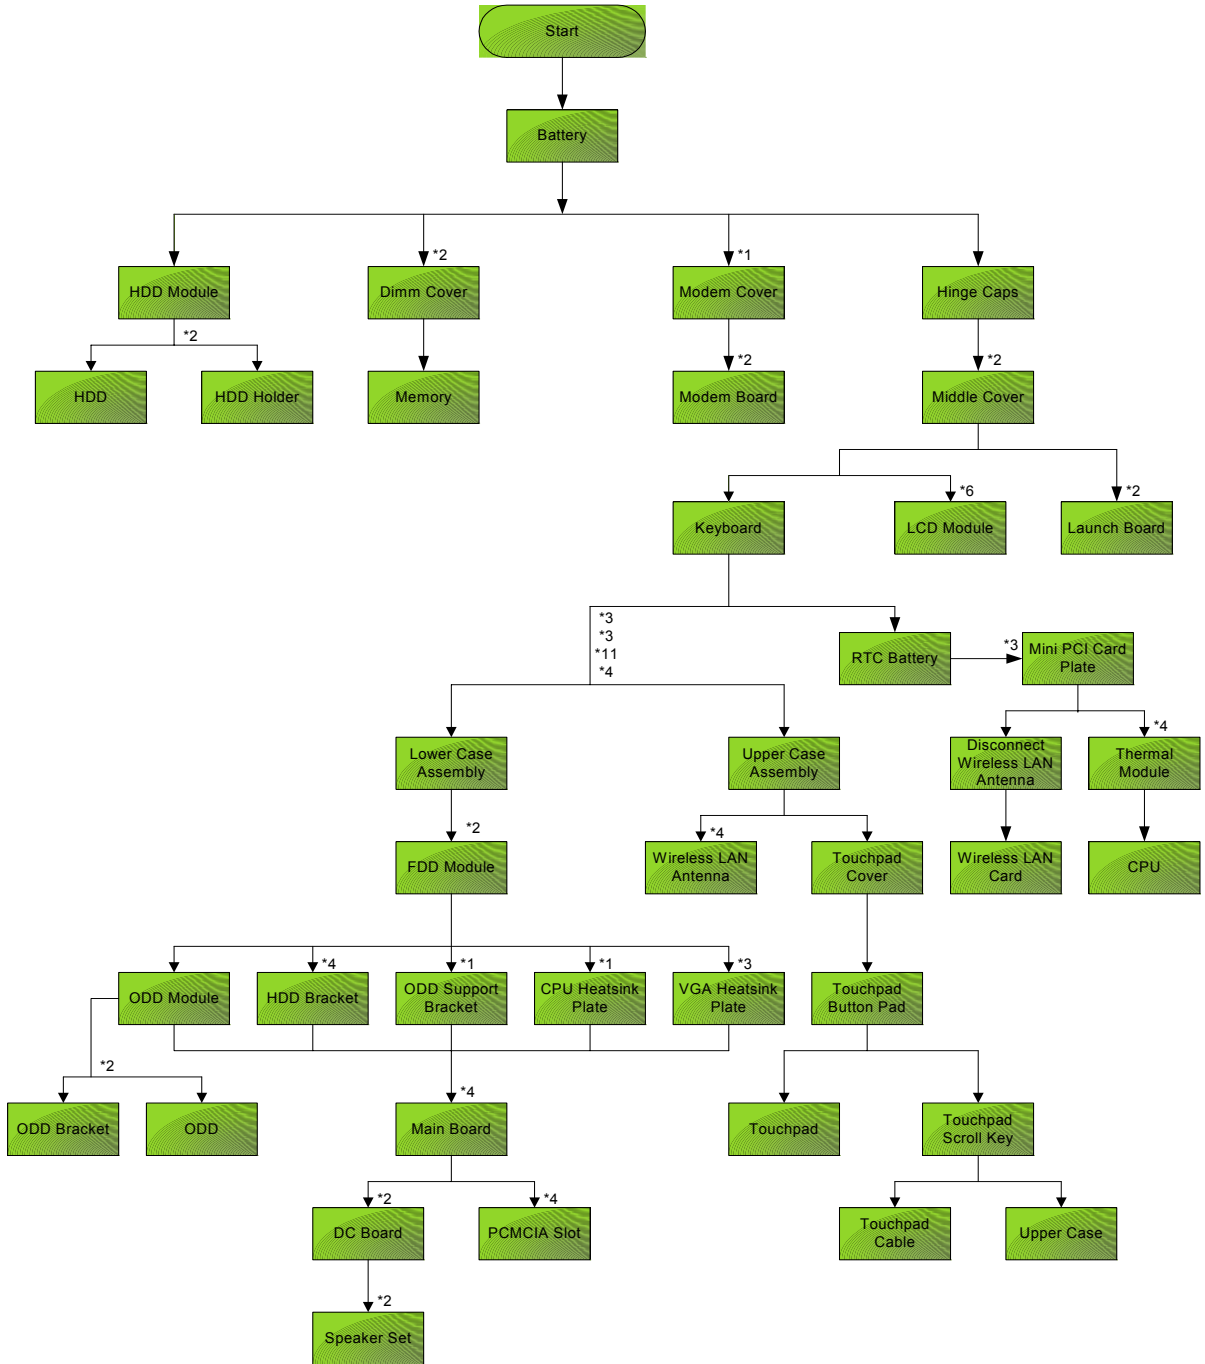 Start
Battery
*2
*1
HDD Module
Dimm Cover
Modem Cover
Hinge Caps
*2
*2
*2
HDD
HDD Holder
Memory
Modem Board
Middle Cover
*6
*2
Keyboard
LCD Module
Launch Board
*3
*3
*11
*4
RTC Battery
*3
Mini PCI Card
Plate
*4
Lower Case
Assembly
Upper Case
Assembly
Disconnect
Wireless LAN
Antenna
Thermal
Module
*2
*4
FDD Module
Wireless LAN
Antenna
Touchpad
Cover
Wireless LAN
Card
CPU
*4
*1
*1
*3
ODD Module
HDD Bracket
ODD Support
Bracket
CPU Heatsink
Plate
VGA Heatsink
Plate
Touchpad
Button Pad
*2
*4
ODD Bracket
ODD
Main Board
Touchpad
Touchpad
Scroll Key
*2
*4
DC Board
PCMCIA Slot
Touchpad
Cable
Upper Case
*2
Speaker Set